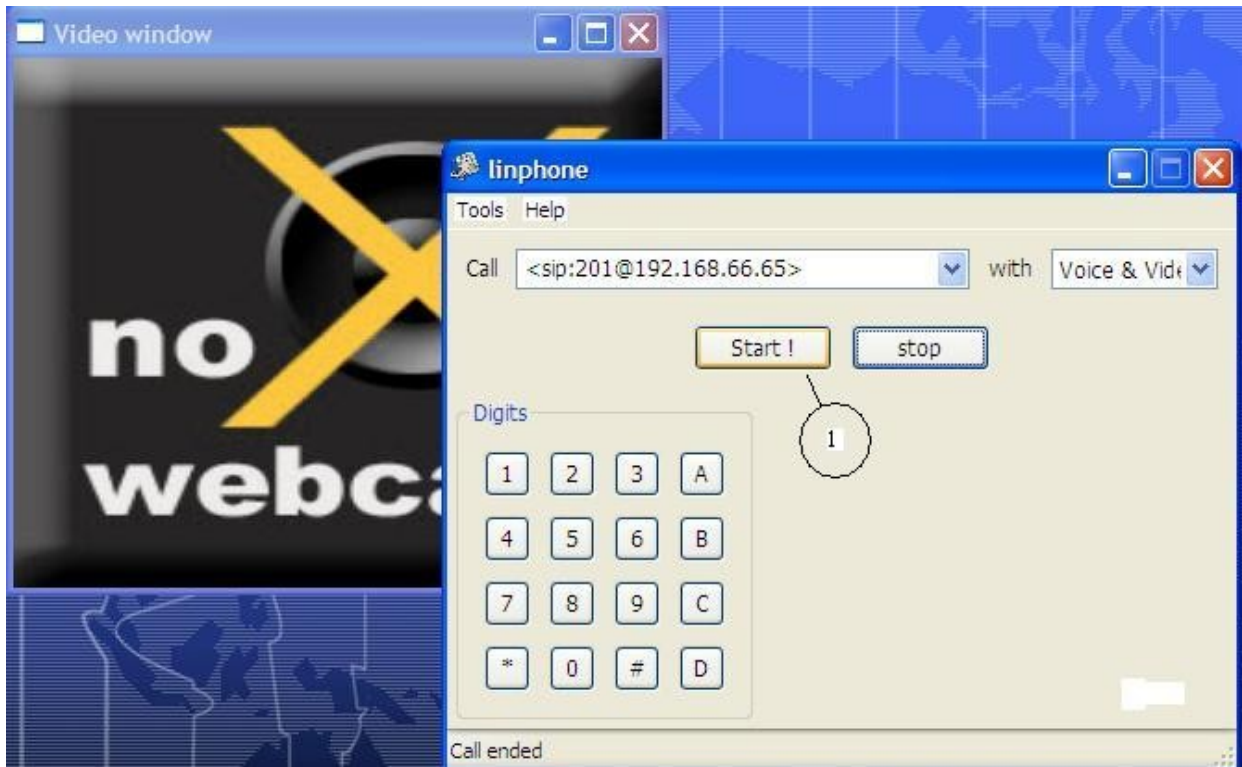 Video window
no
webca
linphone
Tools Help
Call <sip:201@192.168.66.65> with Voice & Vide
Start ! stop
1
Digits
1 2 3 A
4 5 6 B
7 8 9 C
* 0 # D
Call ended